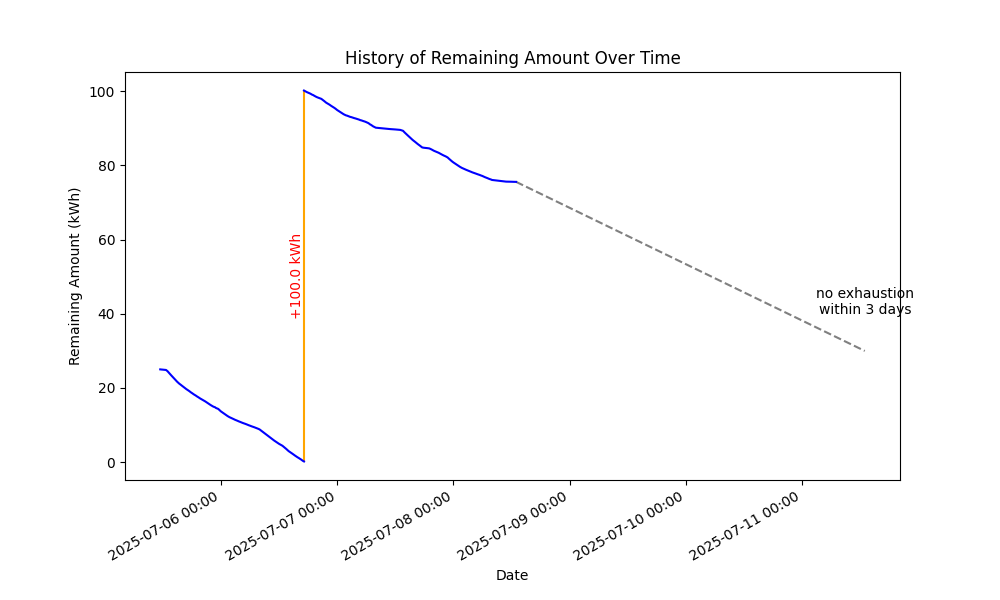 History of Remaining Amount Over Time
Remaining Amount (kWh)
100
80
60
40
20
0
+100.0 kWh
no exhaustion
within 3 days
2025-07-06 00:00
2025-07-07 00:00
2025-07-08 00:00
2025-07-09 00:00
2025-07-10 00:00
2025-07-11 00:00
Date